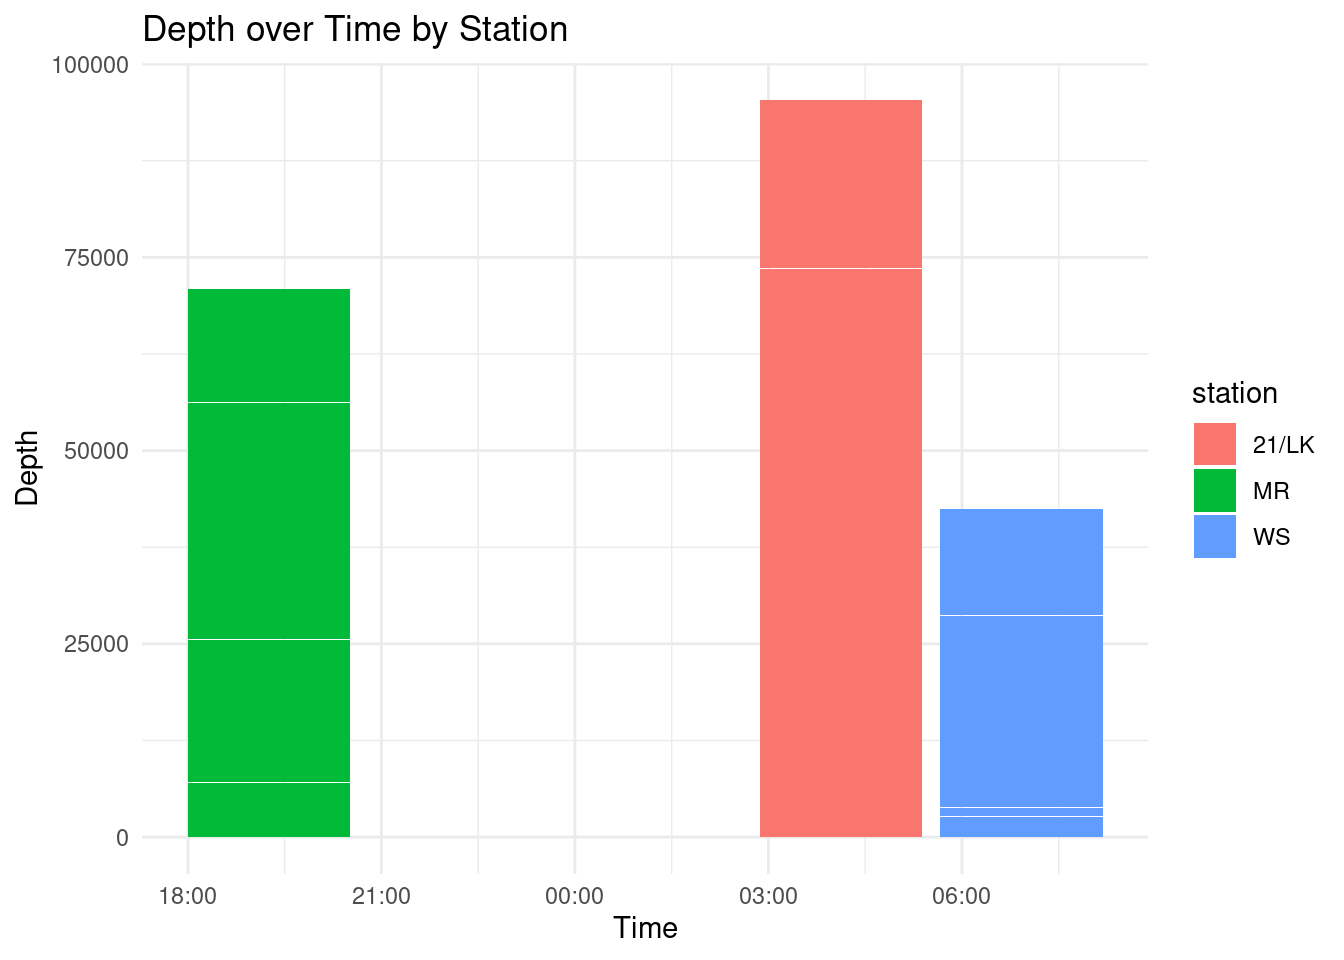 Depth over Time by Station
100000
75000
50000
25000
0
Depth
18:00 21:00 00:00 03:00 06:00
Time
station
21/LK
MR
WS